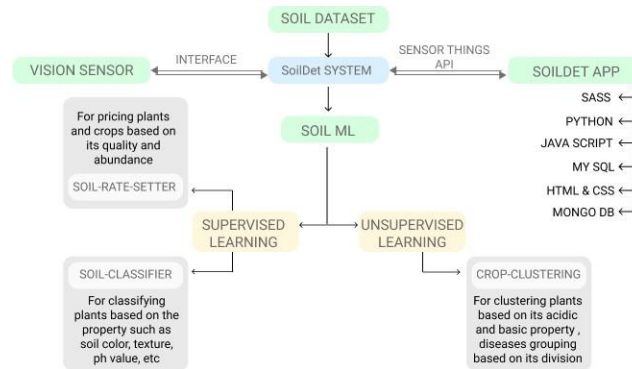 SOIL DATASET
VISION SENSOR
INTERFACE
SoilDet SYSTEM
SENSOR THINGS
API
SOILDET APP
SASS
PYTHON
JAVA SCRIPT
MY SQL
HTML & CSS
MONGO DB
SOIL ML
For pricing plants
and crops based on
its quality and
abundance
SOIL-RATE-SETTER
SUPERVISED
LEARNING
UNSUPERVISED
LEARNING
SOIL-CLASSIFIER
For classifying
plants based on the
property such as
soil color, texture,
ph value, etc
CROP-CLUSTERING
For clustering plants
based on its acidic
and basic property ,
diseases grouping
based on its division